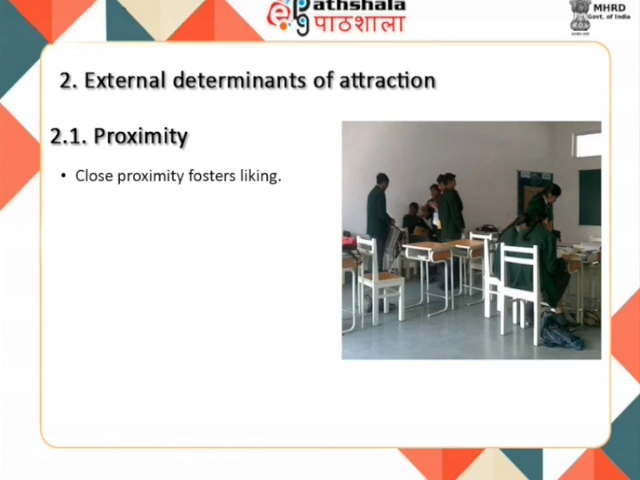 Pathshala
पाठशाला
MHRD
Govt. of India
2. External determinants of attraction
2.1. Proximity
• Close proximity fosters liking.